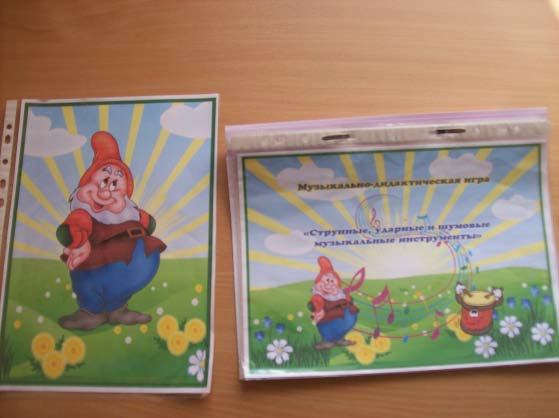 Музыкально-дидактическая игра
«Струнные, ударные и шумовые
музыкальные инструменты»